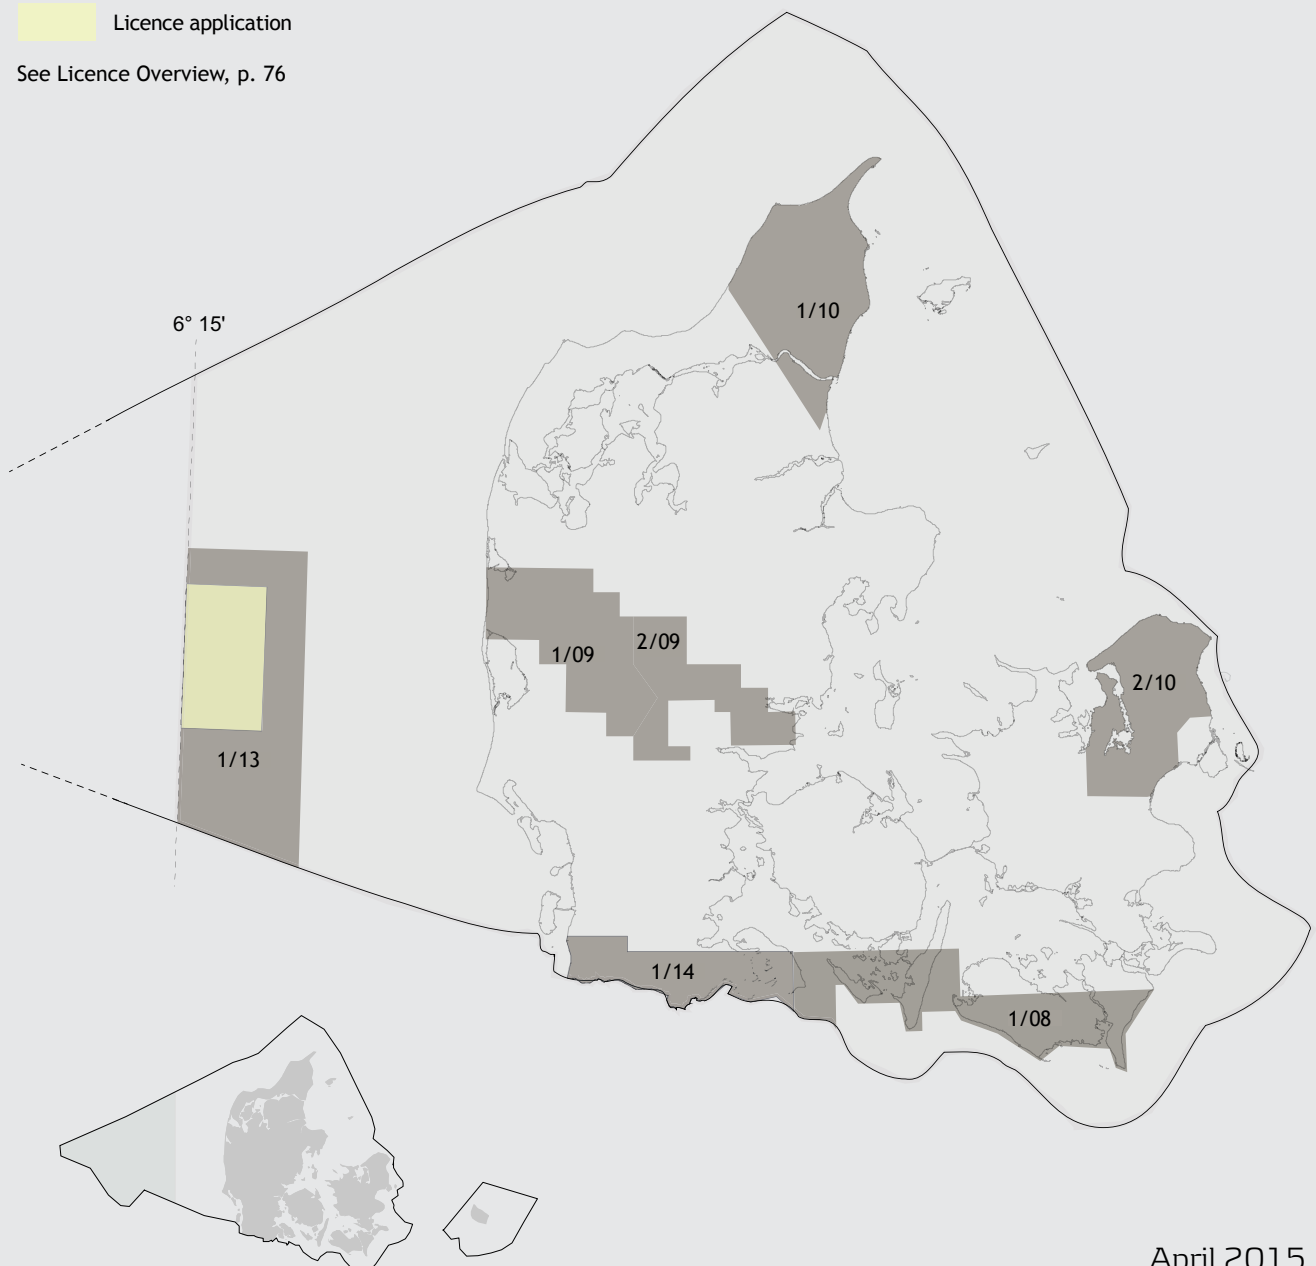 Licence application
See Licence Overview, p. 76
6° 15'
1/10
1/09
2/09
2/10
1/13
1/14
1/08
April 2015